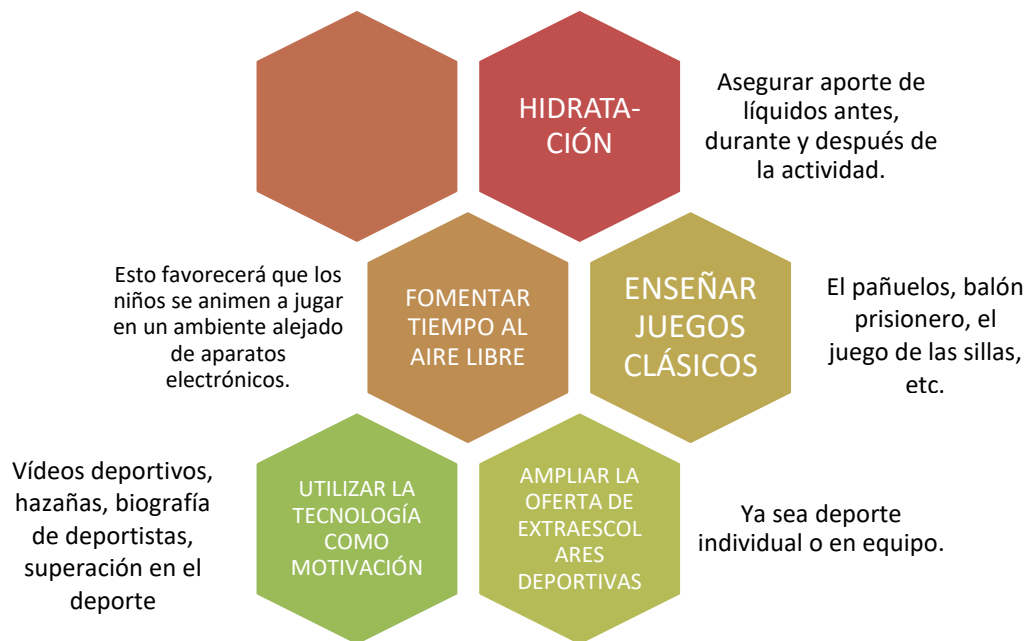 HIDRATA-
CIÓN
Asegurar aporte de
líquidos antes,
durante y después de
la actividad.
Esto favorecerá que los
niños se animen a jugar
en un ambiente alejado
de aparatos
electrónicos.
FOMENTAR
TIEMPO AL
AIRE LIBRE
ENSEÑAR
JUEGOS
CLÁSICOS
El pañuelos, balón
prisionero, el
juego de las sillas,
etc.
Vídeos deportivos,
hazañas, biografía
de deportistas,
superación en el
deporte
UTILIZAR LA
TECNOLOGÍA
COMO
MOTIVACIÓN
AMPLIAR LA
OFERTA DE
EXTRAESCOL
ARES
DEPORTIVAS
Ya sea deporte
individual o en equipo.